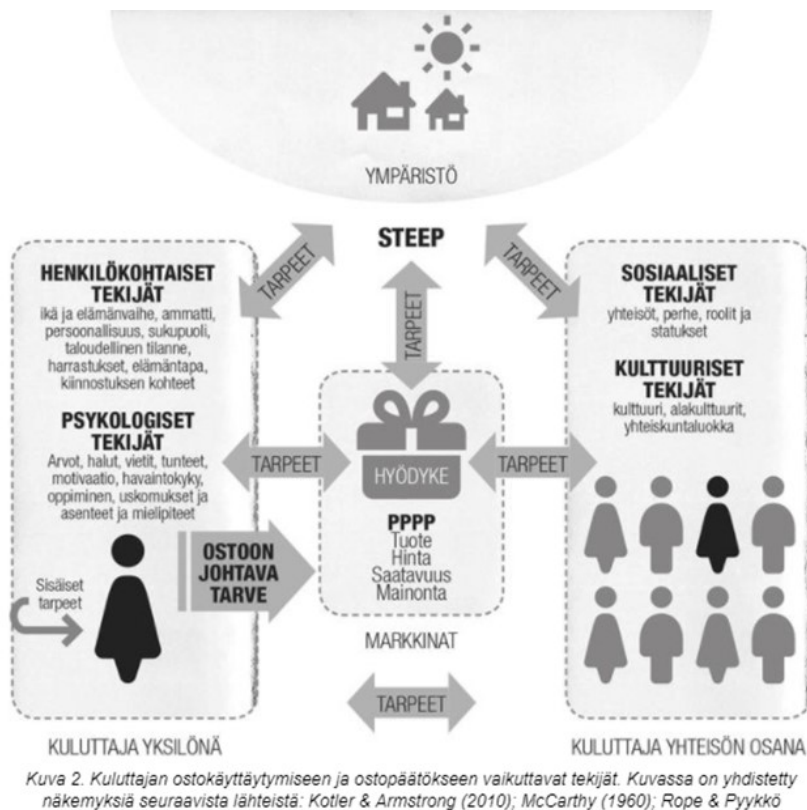 YMPÄRISTÖ
STEEP
TARPEET
TARPEET
TARPEET
HENKILÖKOHTAISET
TEKIJÄT
ikä ja elämänvaihe, ammatti,
persoonallisuus, sukupuoli,
taloudellinen tilanne,
harrastukset, elämäntapa,
kiinnostuksen kohteet
PSYKOLOGISET
TEKIJÄT
Arvot, halut, vietit, tunteet,
motivaatio, havaintokyky,
oppiminen, uskomukset ja
asenteet ja mielipiteet
Sisäiset
tarpeet
OSTOON
JOHTAVA
TARVE
KULUTTAJA YKSILÖNÄ
TARPEET
HYÖDYKE
PPPP
Tuote
Hinta
Saatavuus
Mainonta
MARKKINAT
TARPEET
TARPEET
SOSIAALISET
TEKIJÄT
yhteisöt, perhe, roolit ja
statukset
KULTTUURISET
TEKIJÄT
kulttuuri, alakulttuurit,
yhteiskuntaluokka
KULUTTAJA YHTEISÖN OSANA
Kuva 2. Kuluttajan ostokäyttäytymiseen ja ostopäätökseen vaikuttavat tekijät. Kuvassa on yhdistetty
näkemyksiä seuraavista lähteistä: Kotler & Armstrong (2010); McCarthy (1960); Rope & Pyykkö